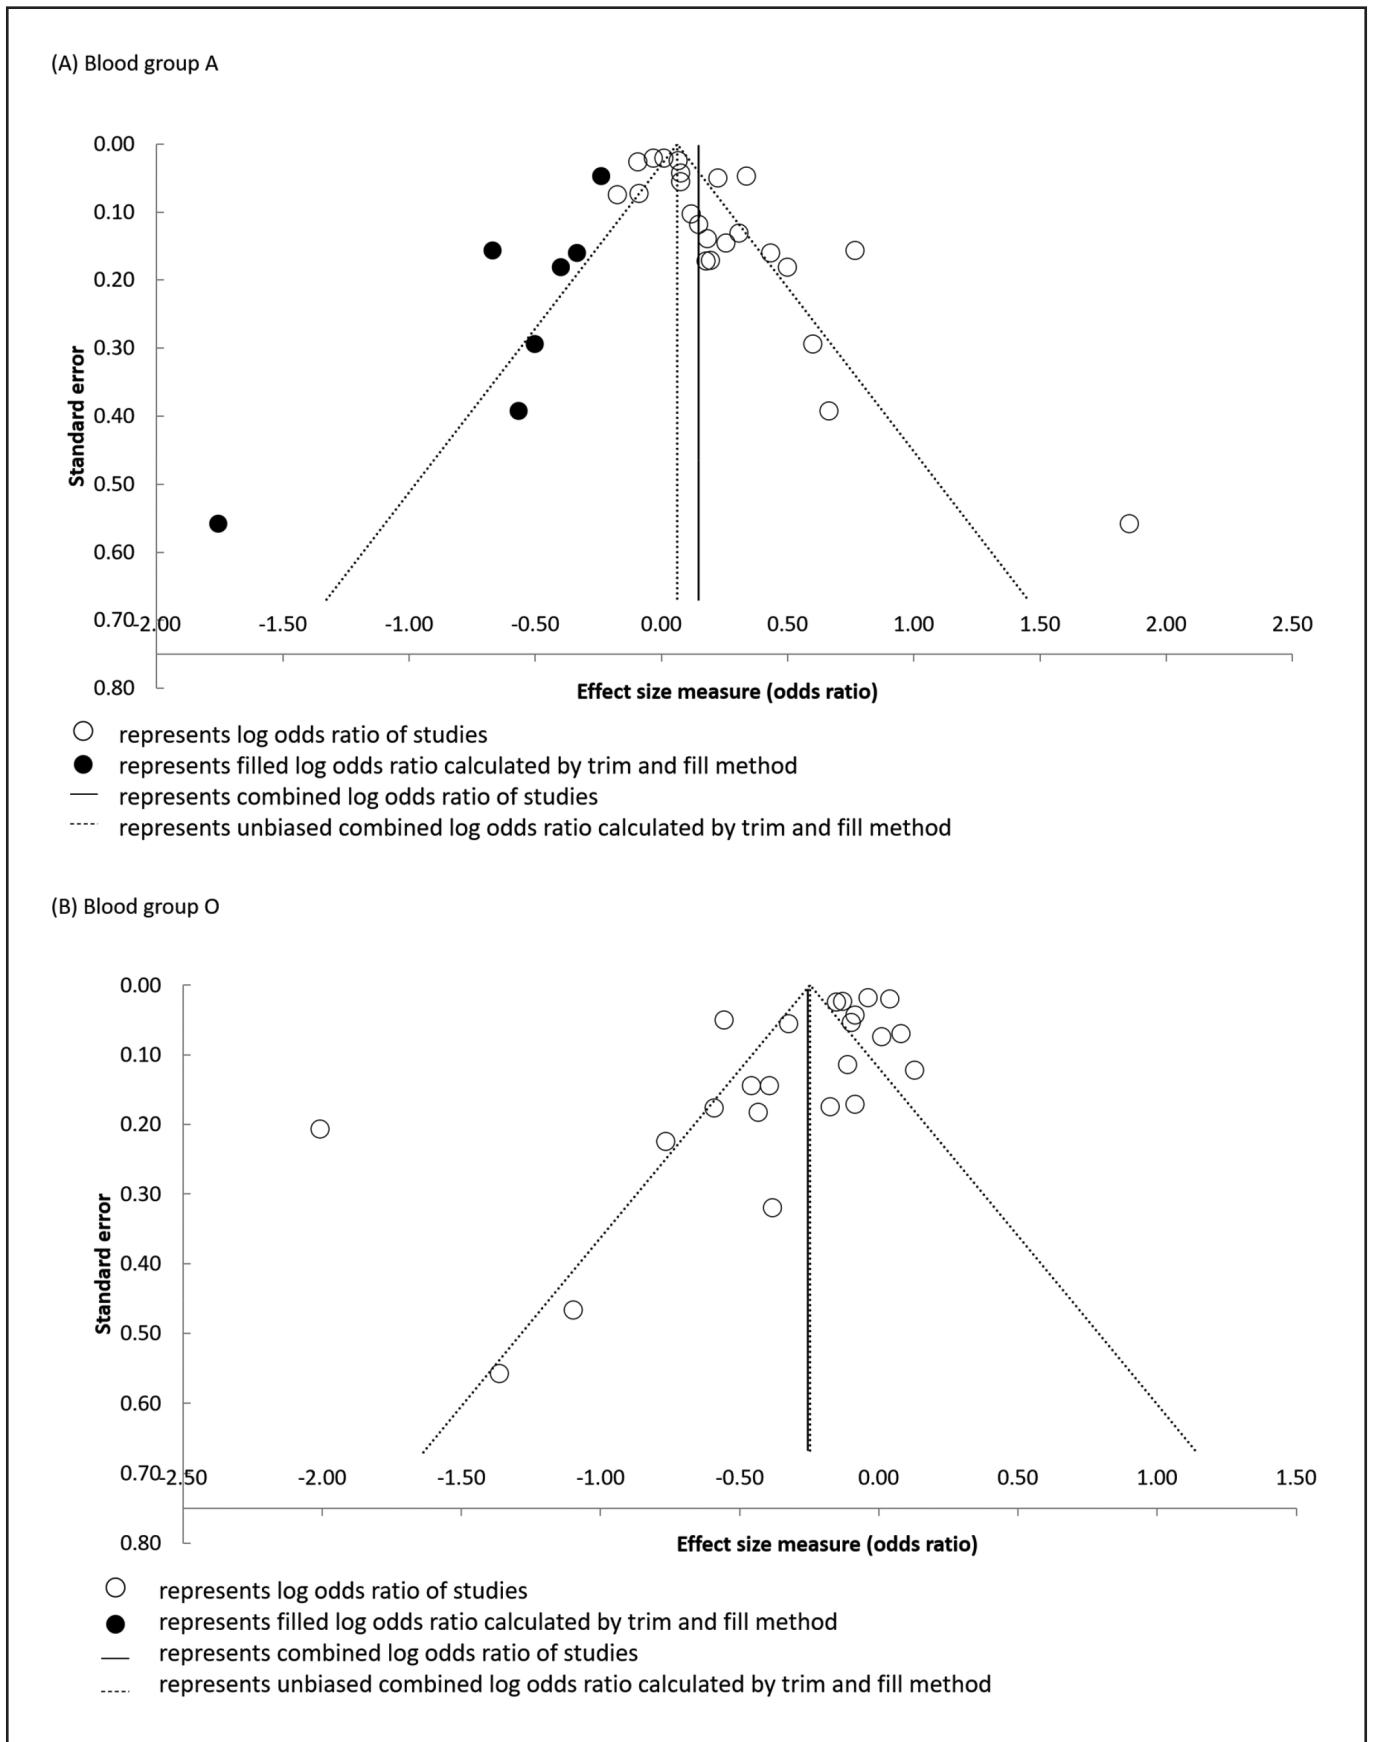 (A) Blood group A
0.00
0.10
0.20
0.30
0.40
0.50
0.60
0.70
0.80
Standard error
-2.00 -1.50 -1.00 -0.50 0.00 0.50 1.00 1.50 2.00 2.50
Effect size measure (odds ratio)
represents log odds ratio of studies
represents filled log odds ratio calculated by trim and fill method
represents combined log odds ratio of studies
represents unbiased combined log odds ratio calculated by trim and fill method
(B) Blood group O
0.00
0.10
0.20
0.30
0.40
0.50
0.60
0.70
0.80
Standard error
-2.50 -2.00 -1.50 -1.00 -0.50 0.00 0.50 1.00 1.50
Effect size measure (odds ratio)
represents log odds ratio of studies
represents filled log odds ratio calculated by trim and fill method
represents combined log odds ratio of studies
represents unbiased combined log odds ratio calculated by trim and fill method